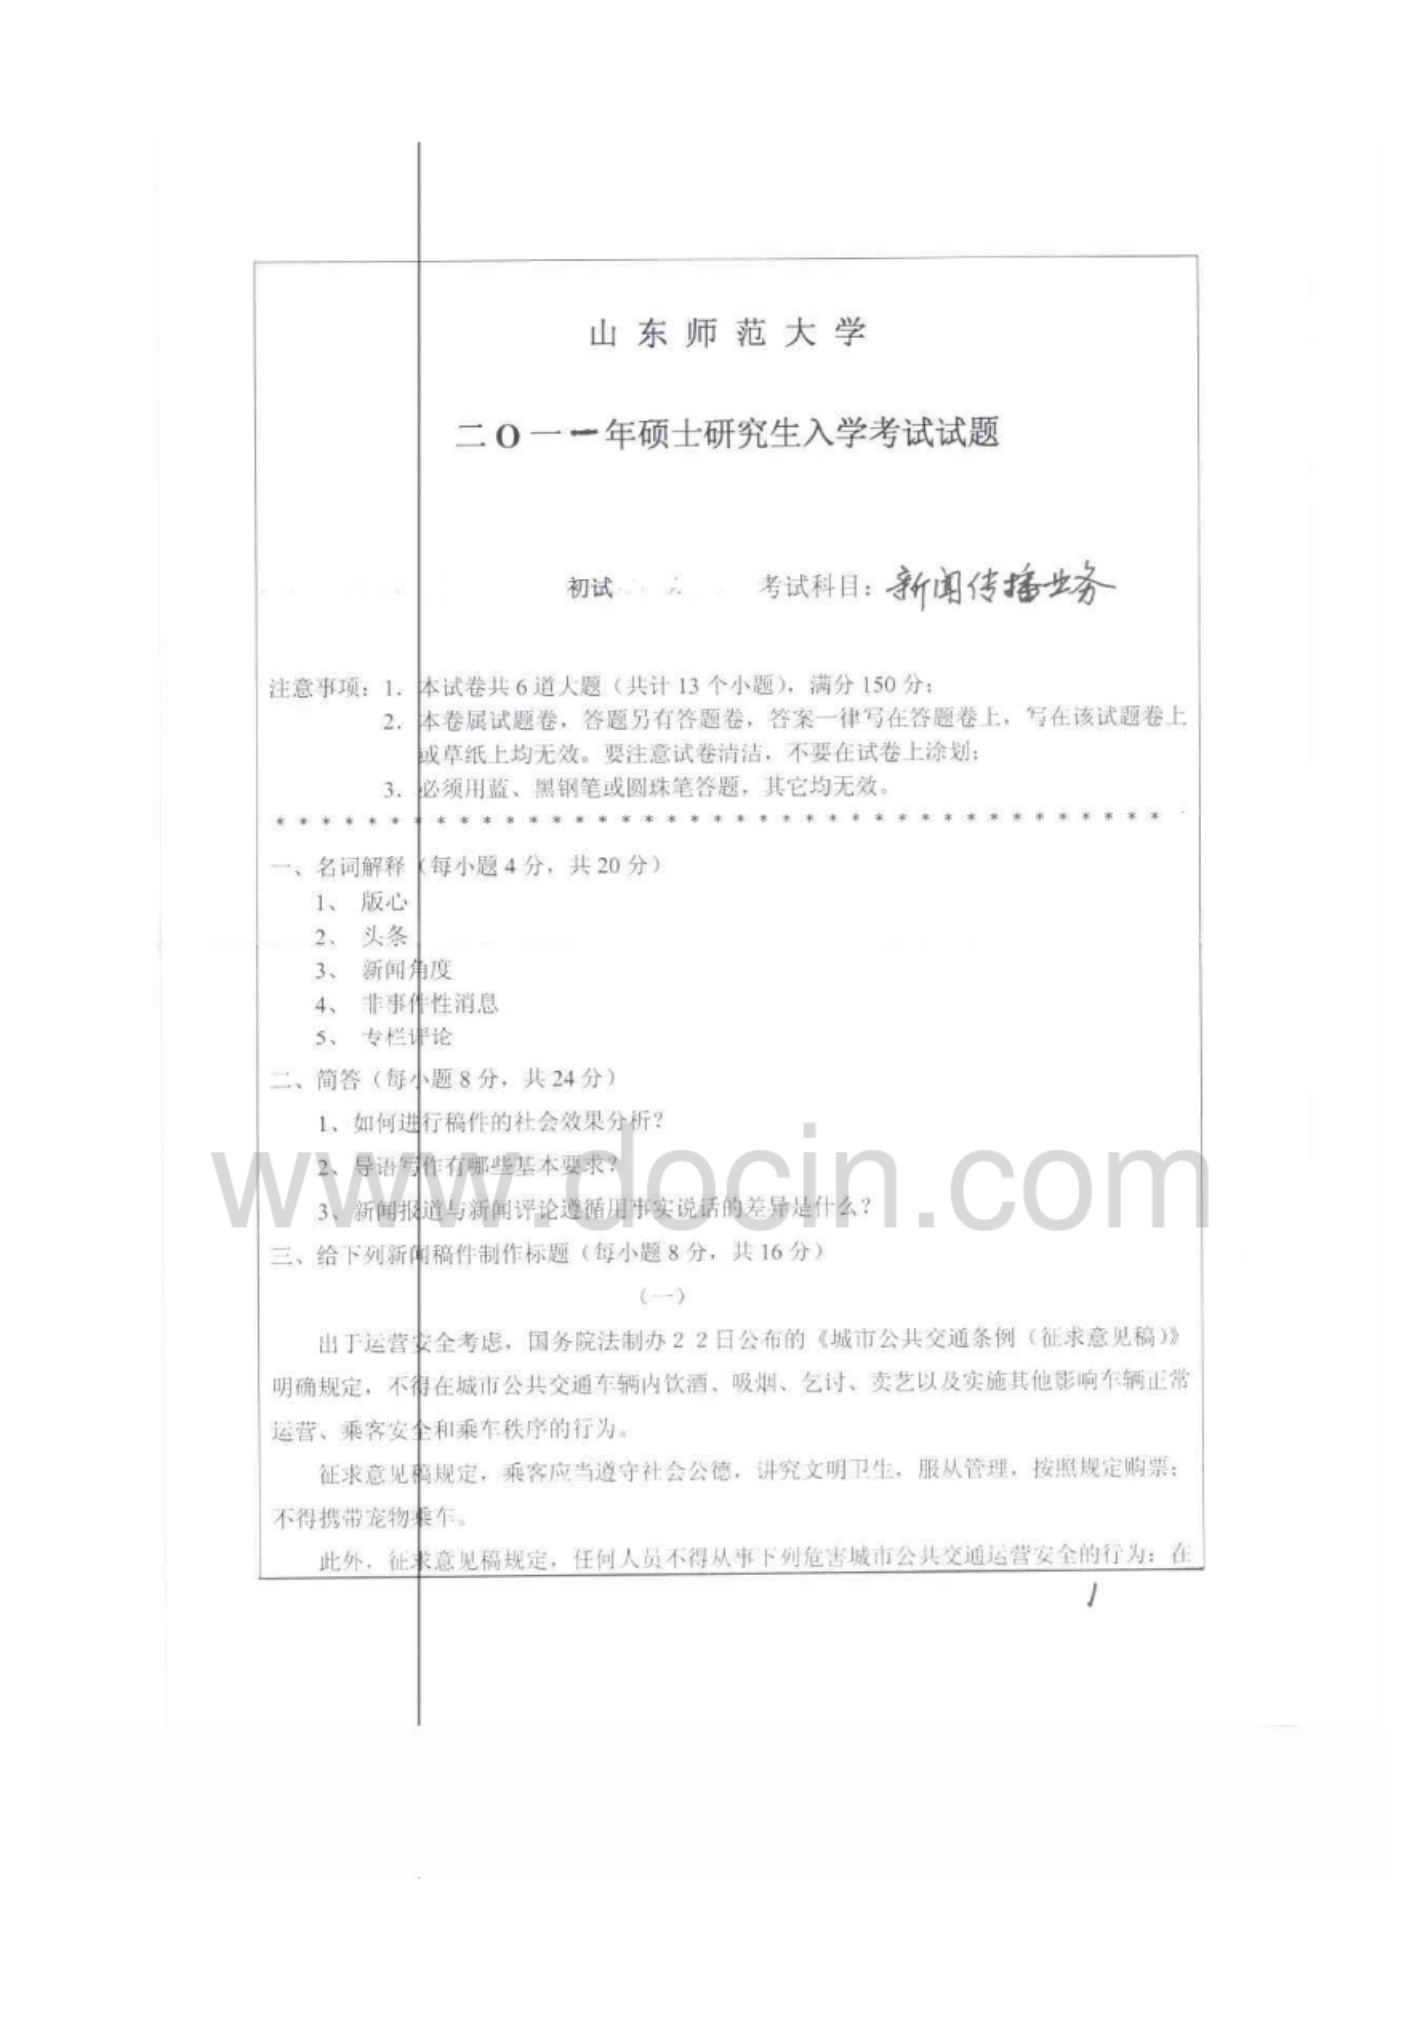 山东师范大学
二O一一年硕士研究生入学考试试题
初试 考试科目：新闻传播业务
注意事项：1．本试卷共6道大题（共计13个小题），满分150分；
2．本卷属试题卷，答题另有答题卷，答案一律写在答题卷上，写在该试题卷上
或草纸上均无效。要注意试卷清洁，不要在试卷上涂划；
3．必须用蓝、黑钢笔或圆珠笔答题，其它均无效。
* * * * * * * * * * * * * * * * * * * * * * * * * * * * * * * * * * * * * * *
一、名词解释（每小题4分，共20分）
1、 版心
2、 头条
3、 新闻角度
4、 非事件性消息
5、 专栏评论
二、简答（每小题8分，共24分）
1、如何进行稿件的社会效果分析？
2、导语写作有哪些基本要求？
3、新闻报道与新闻评论遵循用事实说话的差异是什么？
www.docin.com
三、给下列新闻稿件制作标题（每小题8分，共16分）
（一）
出于运营安全考虑，国务院法制办２２日公布的《城市公共交通条例（征求意见稿）》
明确规定，不得在城市公共交通车辆内饮酒、吸烟、乞讨、卖艺以及实施其他影响车辆正常
运营、乘客安全和乘车秩序的行为。
征求意见稿规定，乘客应当遵守社会公德，讲究文明卫生，服从管理，按照规定购票；
不得携带宠物乘车。
此外，征求意见稿规定，任何人员不得从事下列危害城市公共交通运营安全的行为：在
1